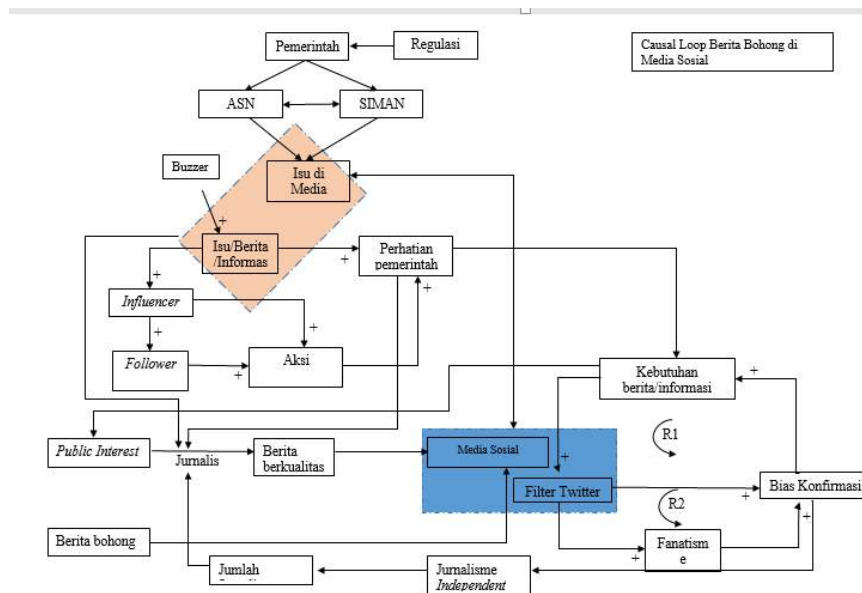 Pemerintah
Regulasi
Causal Loop Berita Bohong di
Media Sosial
ASN
SIMAN
Buzzer
Isu di
Media
+
Isu/Berita
/Informas
+
Perhatian
pemerintah
+
Influencer
+
+
+
Follower
+
Aksi
Kebutuhan
berita/informasi
+
R1
Public Interest
Jurnalis
Berita
berkualitas
Media Sosial
+
Filter Twitter
+
Bias Konfirmasi
R2
+
Berita bohong
Fanatism
e
+
Jumlah
Jurnalisme
Independent